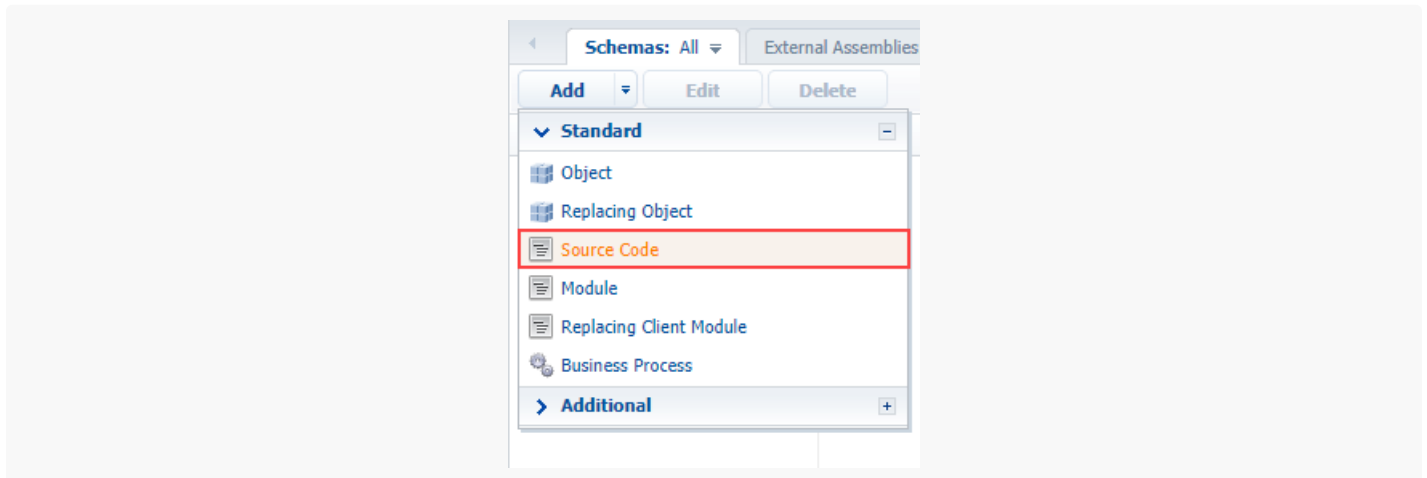 Schemas: All External Assemblies
Add Edit Delete
Standard
Object
Replacing Object
Source Code
Module
Replacing Client Module
Business Process
Additional